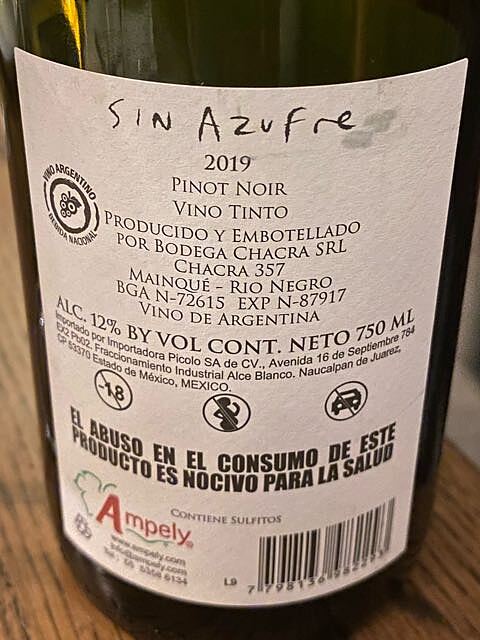 SIN AZUFre
2019
PINOT NOIR
VINO TINTO
VINO ARGENTINO
BEBIDA NACIONAL
PRODUCIDO Y EMBOTELLADO
POR BODEGA CHACRA SRL
CHACRA 357
MAINQUÉ - RIO NEGRO
BGA N-72615 EXP N-87917
VINO DE ARGENTINA
ALC. 12% BY VOL CONT. NETO 750 ML
Importado por Importadora Picolo SA de CV., Avenida 16 de Septiembre 784
EX2 Pb02. Fraccionamiento Industrial Alce Blanco. Naucalpan de Juarez,
CP 53370 Estado de México, MEXICO.
-18
EL ABUSO EN EL CONSUMO DE ESTE
PRODUCTO ES NOCIVO PARA LA SALUD
CONTIENE SULFITOS
Ampely
www.ampely.com
info@ampely.com
L9